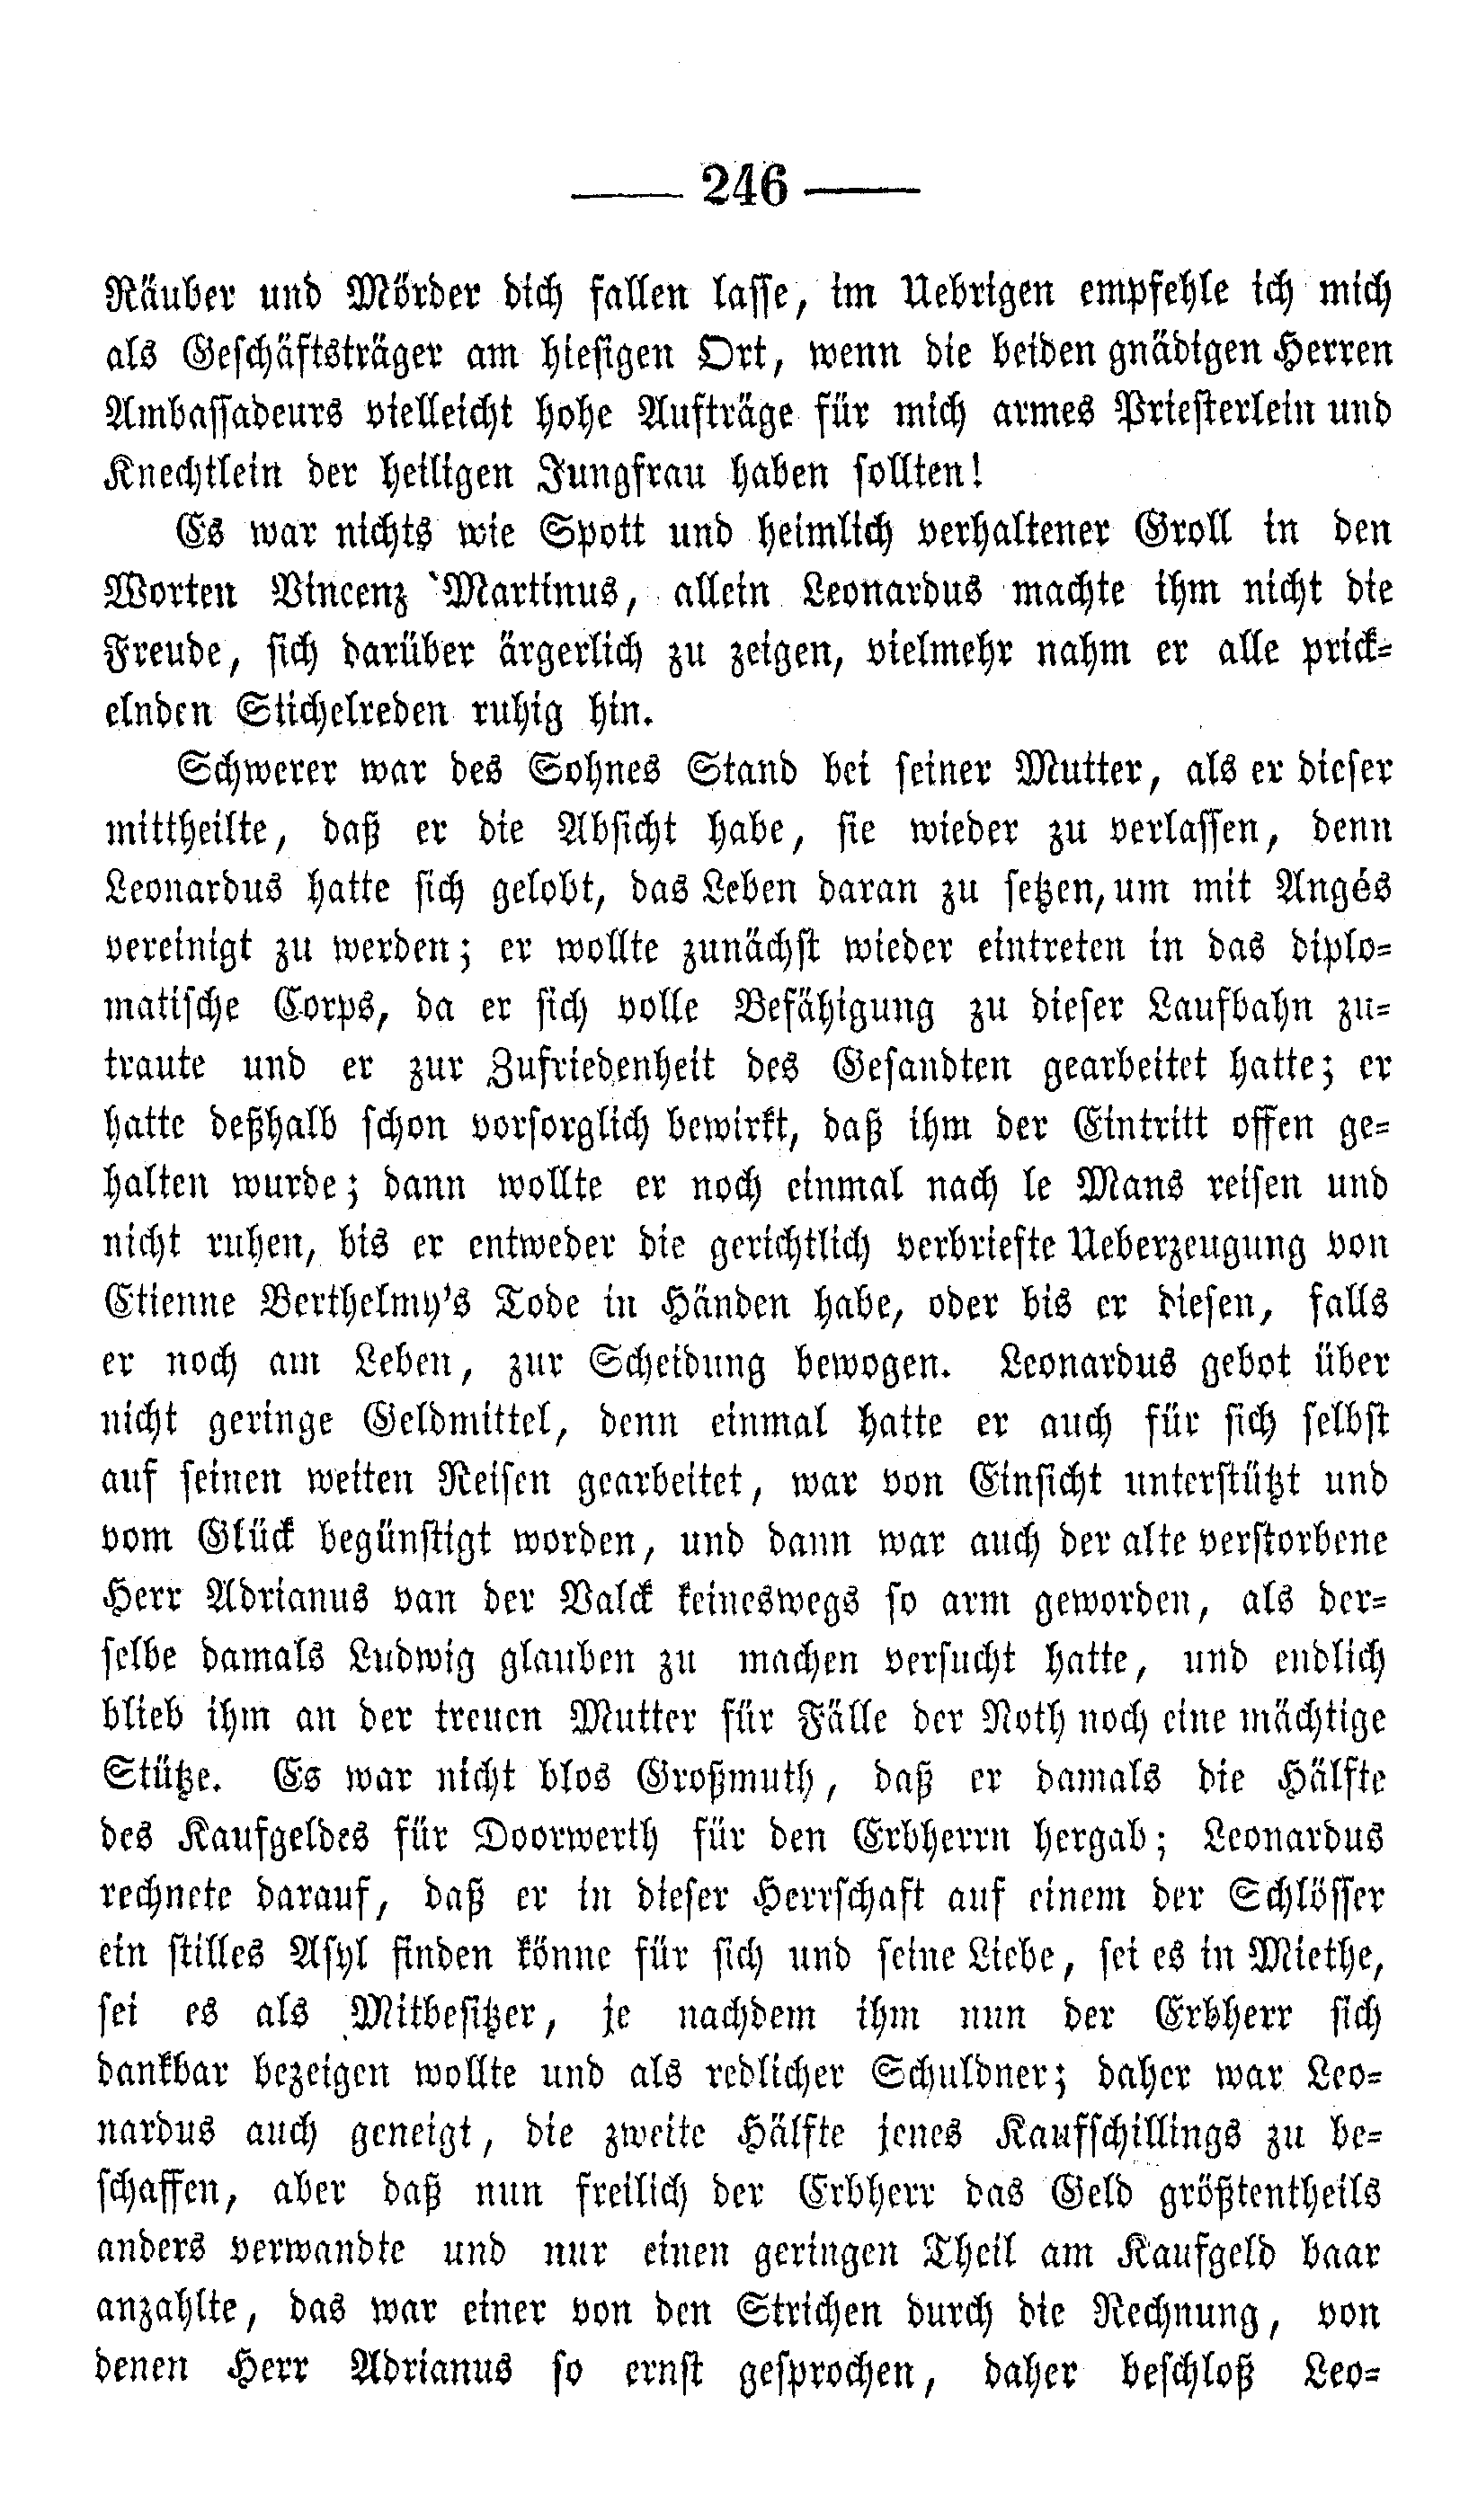 — 246 —
Räuber und Mörder dich fallen lasse, im Uebrigen empfehle ich mich
als Geschäftsträger am hiesigen Ort, wenn die beiden gnädigen Herren
Ambassadeurs vielleicht hohe Aufträge für mich armes Priesterlein und
Knechtlein der heiligen Jungfrau haben sollten!
Es war nichts wie Spott und heimlich verhaltener Groll in den
Worten Vincenz Martinus, allein Leonardus machte ihm nicht die
Freude, sich darüber ärgerlich zu zeigen, vielmehr nahm er alle prick-
elnden Stichelreden ruhig hin.
Schwerer war des Sohnes Stand bei seiner Mutter, als er dieser
mittheilte, daß er die Absicht habe, sie wieder zu verlassen, denn
Leonardus hatte sich gelobt, das Leben daran zu setzen, um mit Angés
vereinigt zu werden; er wollte zunächst wieder eintreten in das diplo-
matische Corps, da er sich volle Befähigung zu dieser Laufbahn zu-
traute und er zur Zufriedenheit des Gesandten gearbeitet hatte; er
hatte deßhalb schon vorsorglich bewirkt, daß ihm der Eintritt offen ge-
halten wurde; dann wollte er noch einmal nach le Mans reisen und
nicht ruhen, bis er entweder die gerichtlich verbriefte Ueberzeugung von
Etienne Berthelmy's Tode in Händen habe, oder bis er diesen, falls
er noch am Leben, zur Scheidung bewogen. Leonardus gebot über
nicht geringe Geldmittel, denn einmal hatte er auch für sich selbst
auf seinen weiten Reisen gearbeitet, war von Einsicht unterstützt und
vom Glück begünstigt worden, und dann war auch der alte verstorbene
Herr Adrianus van der Valck keineswegs so arm geworden, als der-
selbe damals Ludwig glauben zu machen versucht hatte, und endlich
blieb ihm an der treuen Mutter für Fälle der Noth noch eine mächtige
Stütze. Es war nicht blos Großmuth, daß er damals die Hälfte
des Kaufgeldes für Doorwerth für den Erbherrn hergab; Leonardus
rechnete darauf, daß er in dieser Herrschaft auf einem der Schlösser
ein stilles Asyl finden könne für sich und seine Liebe, sei es in Miethe,
sei es als Mitbesitzer, je nachdem ihm nun der Erbherr sich
dankbar bezeigen wollte und als redlicher Schuldner; daher war Leo-
nardus auch geneigt, die zweite Hälfte jenes Kaufschillings zu be-
schaffen, aber daß nun freilich der Erbherr das Geld größtentheils
anders verwandte und nur einen geringen Theil am Kaufgeld baar
anzahlte, das war einer von den Strichen durch die Rechnung, von
denen Herr Adrianus so ernst gesprochen, daher beschloß Leo-